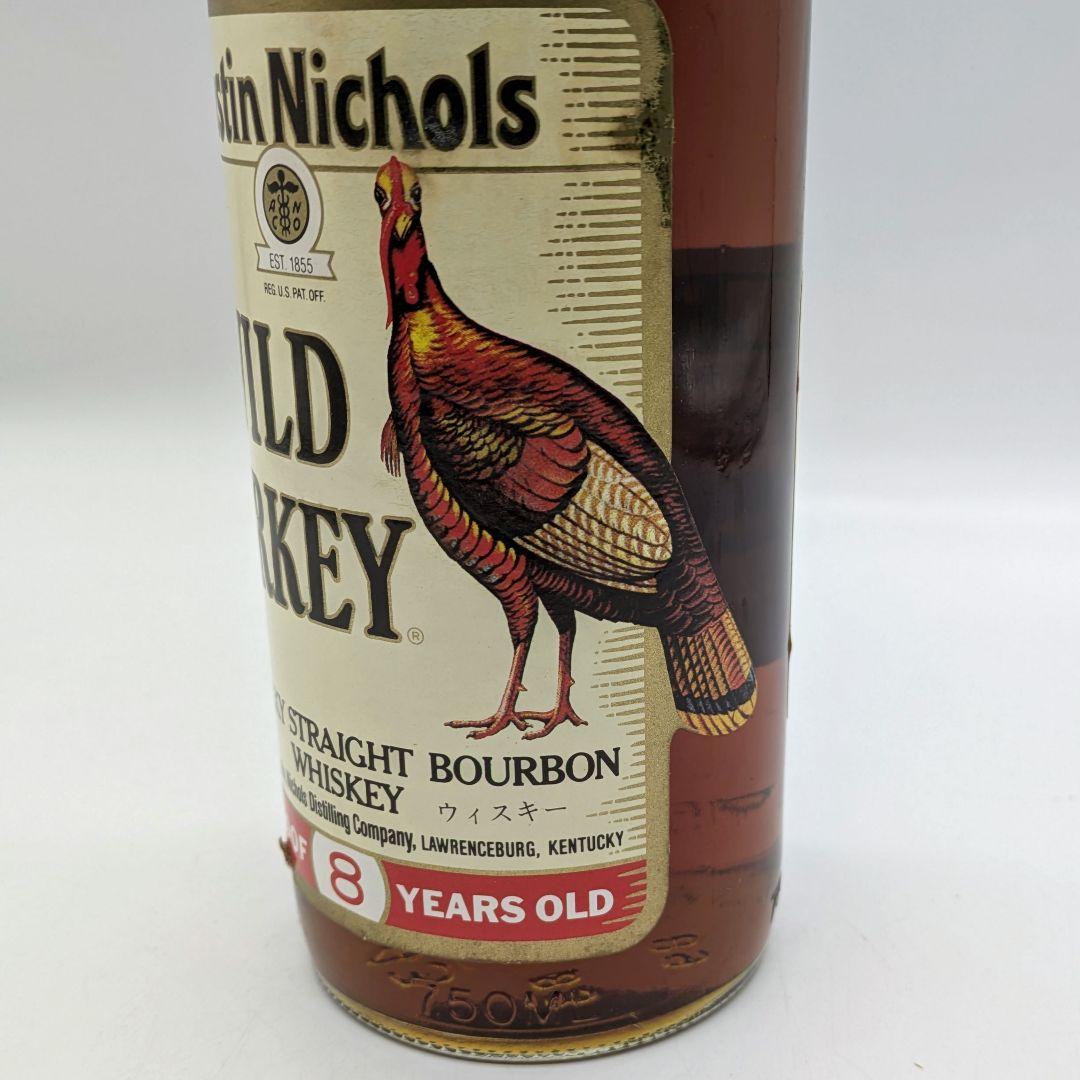 stin Nichols
A N
C O
EST. 1855
REG. U.S. PAT. OFF.
ILD
RKEY®
Y STRAIGHT BOURBON
WHISKEY ウィスキー
Nichols Distilling Company, LAWRENCEBURG, KENTUCKY
OF 8 YEARS OLD
750ML